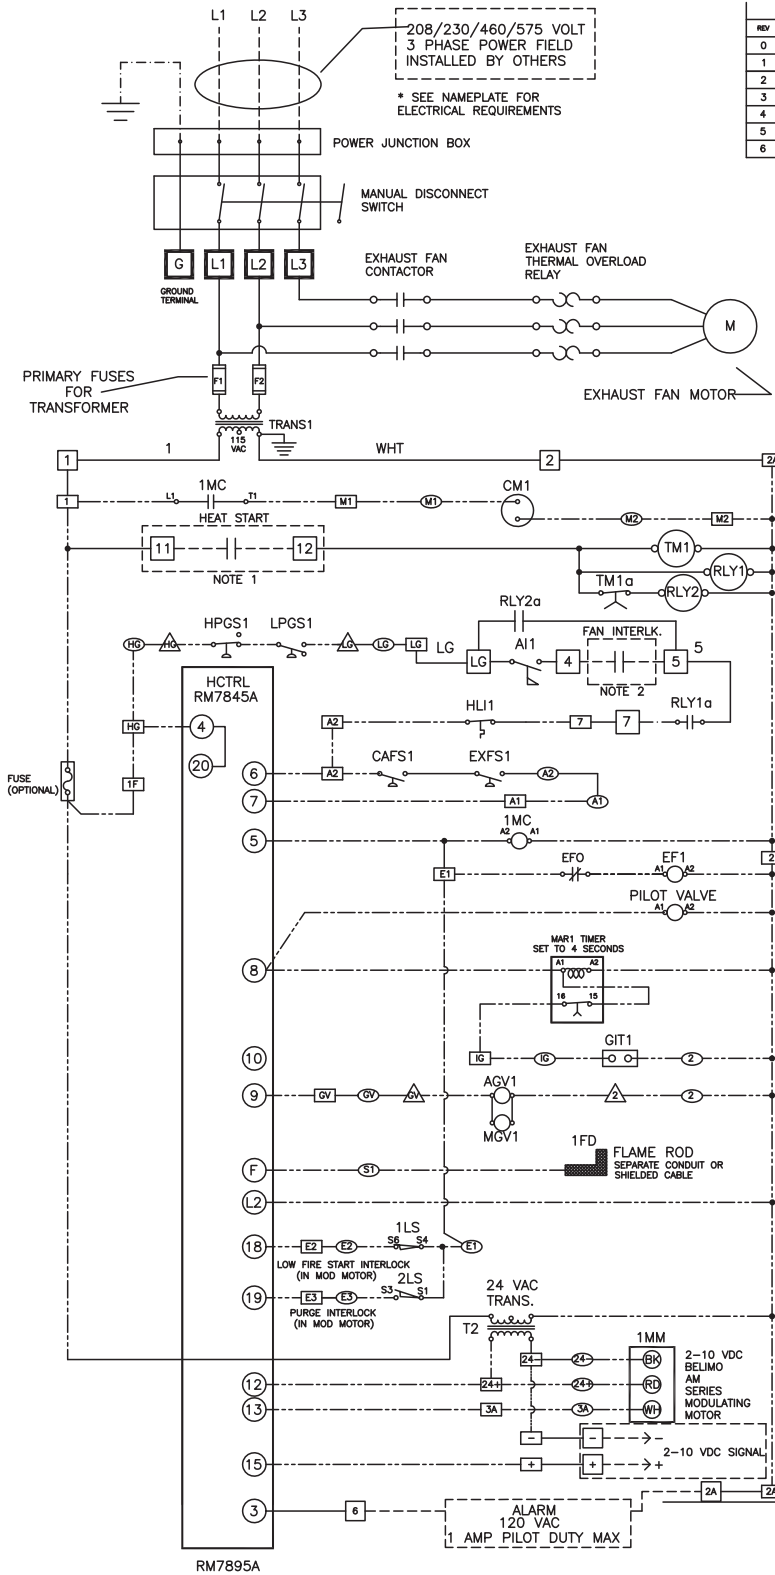 L1 L2 L3
208/230/460/575 VOLT
3 PHASE POWER FIELD
INSTALLED BY OTHERS
* SEE NAMEPLATE FOR
ELECTRICAL REQUIREMENTS
REV
0
1
2
3
4
5
6
POWER JUNCTION BOX
MANUAL DISCONNECT
SWITCH
G L1 L2 L3
GROUND
TERMINAL
EXHAUST FAN
CONTACTOR
EXHAUST FAN
THERMAL OVERLOAD
RELAY
M
EXHAUST FAN MOTOR
PRIMARY FUSES
FOR
TRANSFORMER
F1 F2
TRANS1
115
VAC
1 1 WHT 2 2A
1 L1 1MC T1 M1 M1 CM1
M2 M2
HEAT START
11 12
NOTE 1
TM1
RLY1
TM1a RLY2
RLY2a
HPGS1 LPGS1
HG HG LG LG LG LG LG AI1 4
FAN INTERLK.
5 5
NOTE 2
HCTRL
RM7845A
HG 4
20
HLI1 RLY1a
A2 7 7
FUSE
(OPTIONAL)
1F
CAFS1 EXFS1
6 A2 A2
7 A1 A1
1MC
5 A2 A1
2
E1 EF0 EF1
A1 A2
PILOT VALVE
A1 A2
MAR1 TIMER
SET TO 4 SECONDS
8 A1 A2
16 15
GIT1
10 IG IG 2
AGV1
9 GV GV GV 2 2
MGV1
1FD
FLAME ROD
SEPARATE CONDUIT OR
SHIELDED CABLE
F S1
L2
1LS
18 E2 E2 S6 S4 E1
LOW FIRE START INTERLOCK
(IN MOD MOTOR)
2LS
19 E3 E3 S3 S1
PURGE INTERLOCK
(IN MOD MOTOR)
24 VAC
TRANS.
T2
1MM
24- 24- BK
12 24+ 24+ RD
13 3A 3A WH
2-10 VDC
BELIMO
AM
SERIES
MODULATING
MOTOR
- - -
2-10 VDC SIGNAL
15 + + +
2A 2A
3 6
ALARM
120 VAC
1 AMP PILOT DUTY MAX
RM7895A